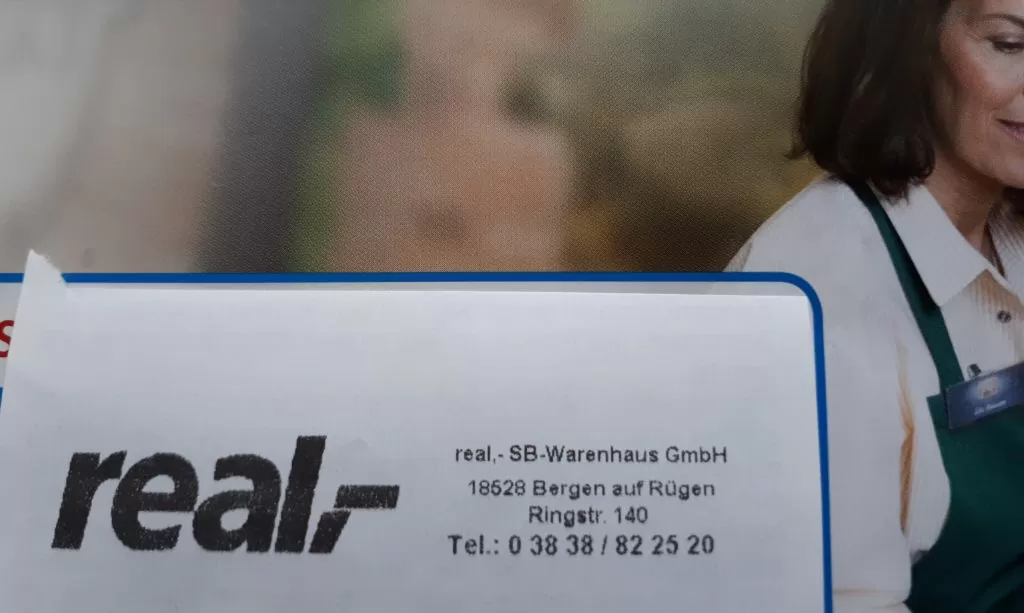 s
real,-
real,- SB-Warenhaus GmbH
18528 Bergen auf Rügen
Ringstr. 140
Tel.: 0 38 38 / 82 25 20